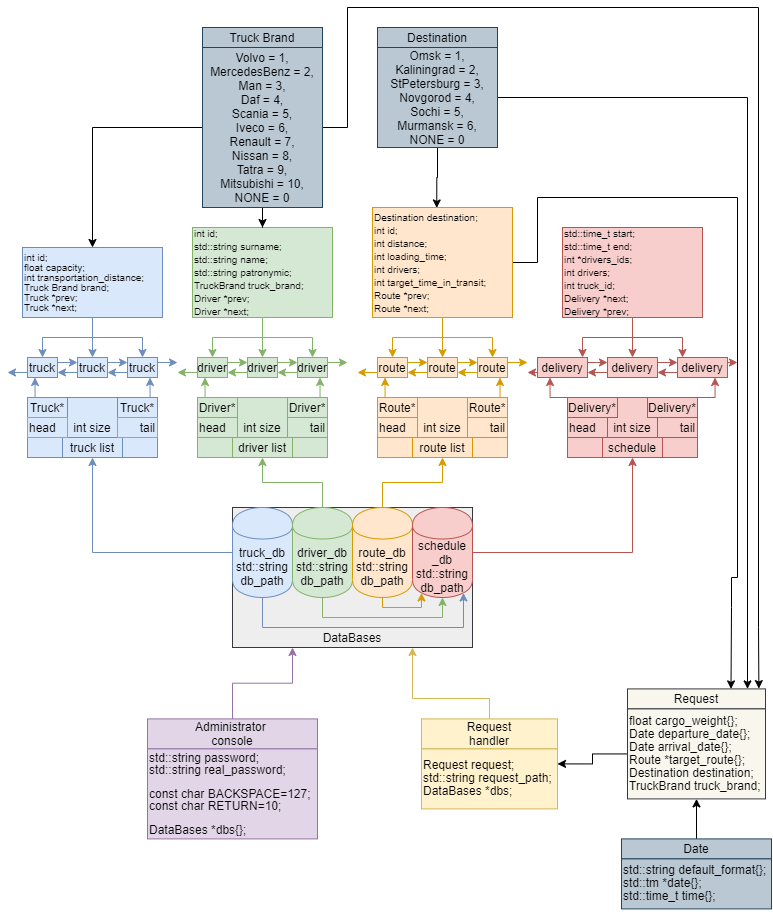 Truck Brand
Volvo = 1,
MercedesBenz = 2,
Man = 3,
Daf = 4,
Scania = 5,
Iveco = 6,
Renault = 7,
Nissan = 8,
Tatra = 9,
Mitsubishi = 10,
NONE = 0
Destination
Omsk = 1,
Kaliningrad = 2,
StPetersburg = 3,
Novgorod = 4,
Sochi = 5,
Murmansk = 6,
NONE = 0
int id;
float capacity;
int transportation_distance;
Truck Brand brand;
Truck *prev;
Truck *next;
int id;
std::string surname;
std::string name;
std::string patronymic;
TruckBrand truck_brand;
Driver *prev;
Driver *next;
Destination destination;
int id;
int distance;
int loading_time;
int drivers;
int target_time_in_transit;
Route *prev;
Route *next;
std::time_t start;
std::time_t end;
int *drivers_ids;
int drivers;
int truck_id;
Delivery *next;
Delivery *prev;
truck truck truck
driver driver driver
route route route
delivery delivery delivery
Truck* Truck*
head int size tail
truck list
Driver* Driver*
head int size tail
driver list
Route* Route*
head int size tail
route list
Delivery* Delivery*
head int size tail
schedule
truck_db
std::string
db_path
driver_db
std::string
db_path
route_db
std::string
db_path
schedule
_db
std::string
db_path
DataBases
Administrator
console
std::string password;
std::string real_password;
const char BACKSPACE=127;
const char RETURN=10;
DataBases *dbs{};
Request
handler
Request request;
std::string request_path;
DataBases *dbs;
Request
float cargo_weight{};
Date departure_date{};
Date arrival_date{};
Route *target_route{};
Destination destination;
TruckBrand truck_brand;
Date
std::string default_format{};
std::tm *date{};
std::time_t time{};